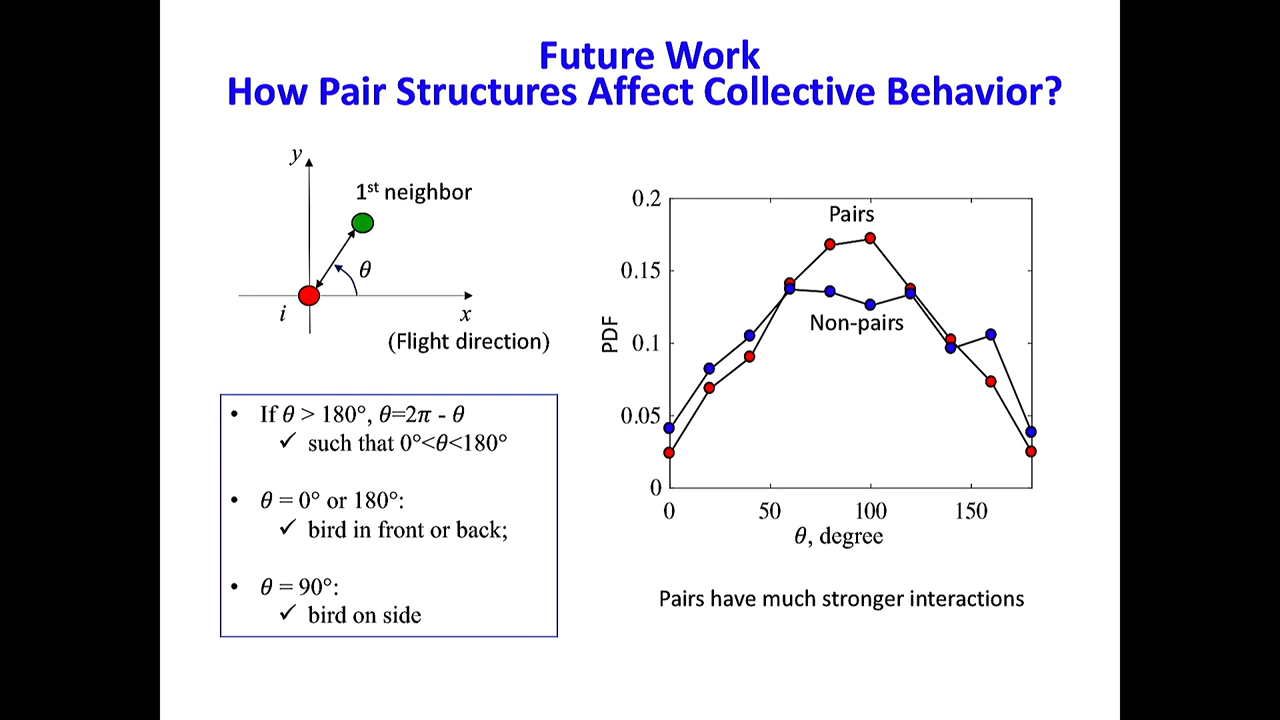 Future Work
How Pair Structures Affect Collective Behavior?
y
1st neighbor
θ
i
x
(Flight direction)
• If θ > 180°, θ=2π - θ
✓ such that 0°<θ<180°
• θ = 0° or 180°:
✓ bird in front or back;
• θ = 90°:
✓ bird on side
0.2
0.15
0.1
0.05
0
PDF
Pairs
Non-pairs
0 50 100 150
θ, degree
Pairs have much stronger interactions